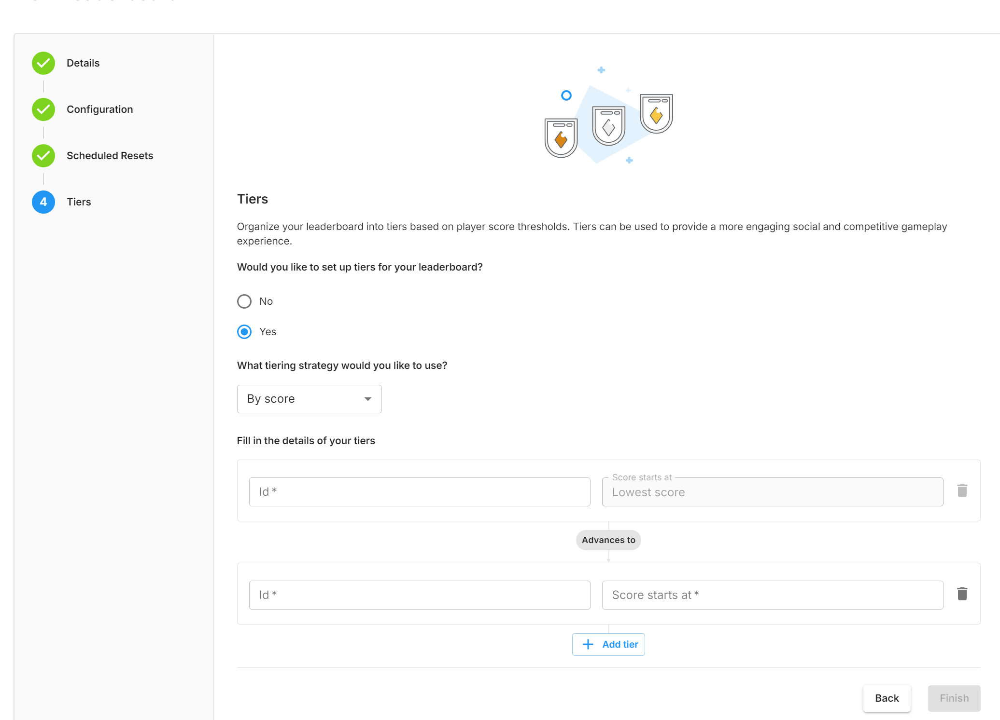 Details
Configuration
Scheduled Resets
4
Tiers
Tiers
Organize your leaderboard into tiers based on player score thresholds. Tiers can be used to provide a more engaging social and competitive gameplay
experience.
Would you like to set up tiers for your leaderboard?
No
Yes
What tiering strategy would you like to use?
By score
Fill in the details of your tiers
Id *
Score starts at
Lowest score
Advances to
Id *
Score starts at *
Add tier
Back
Finish